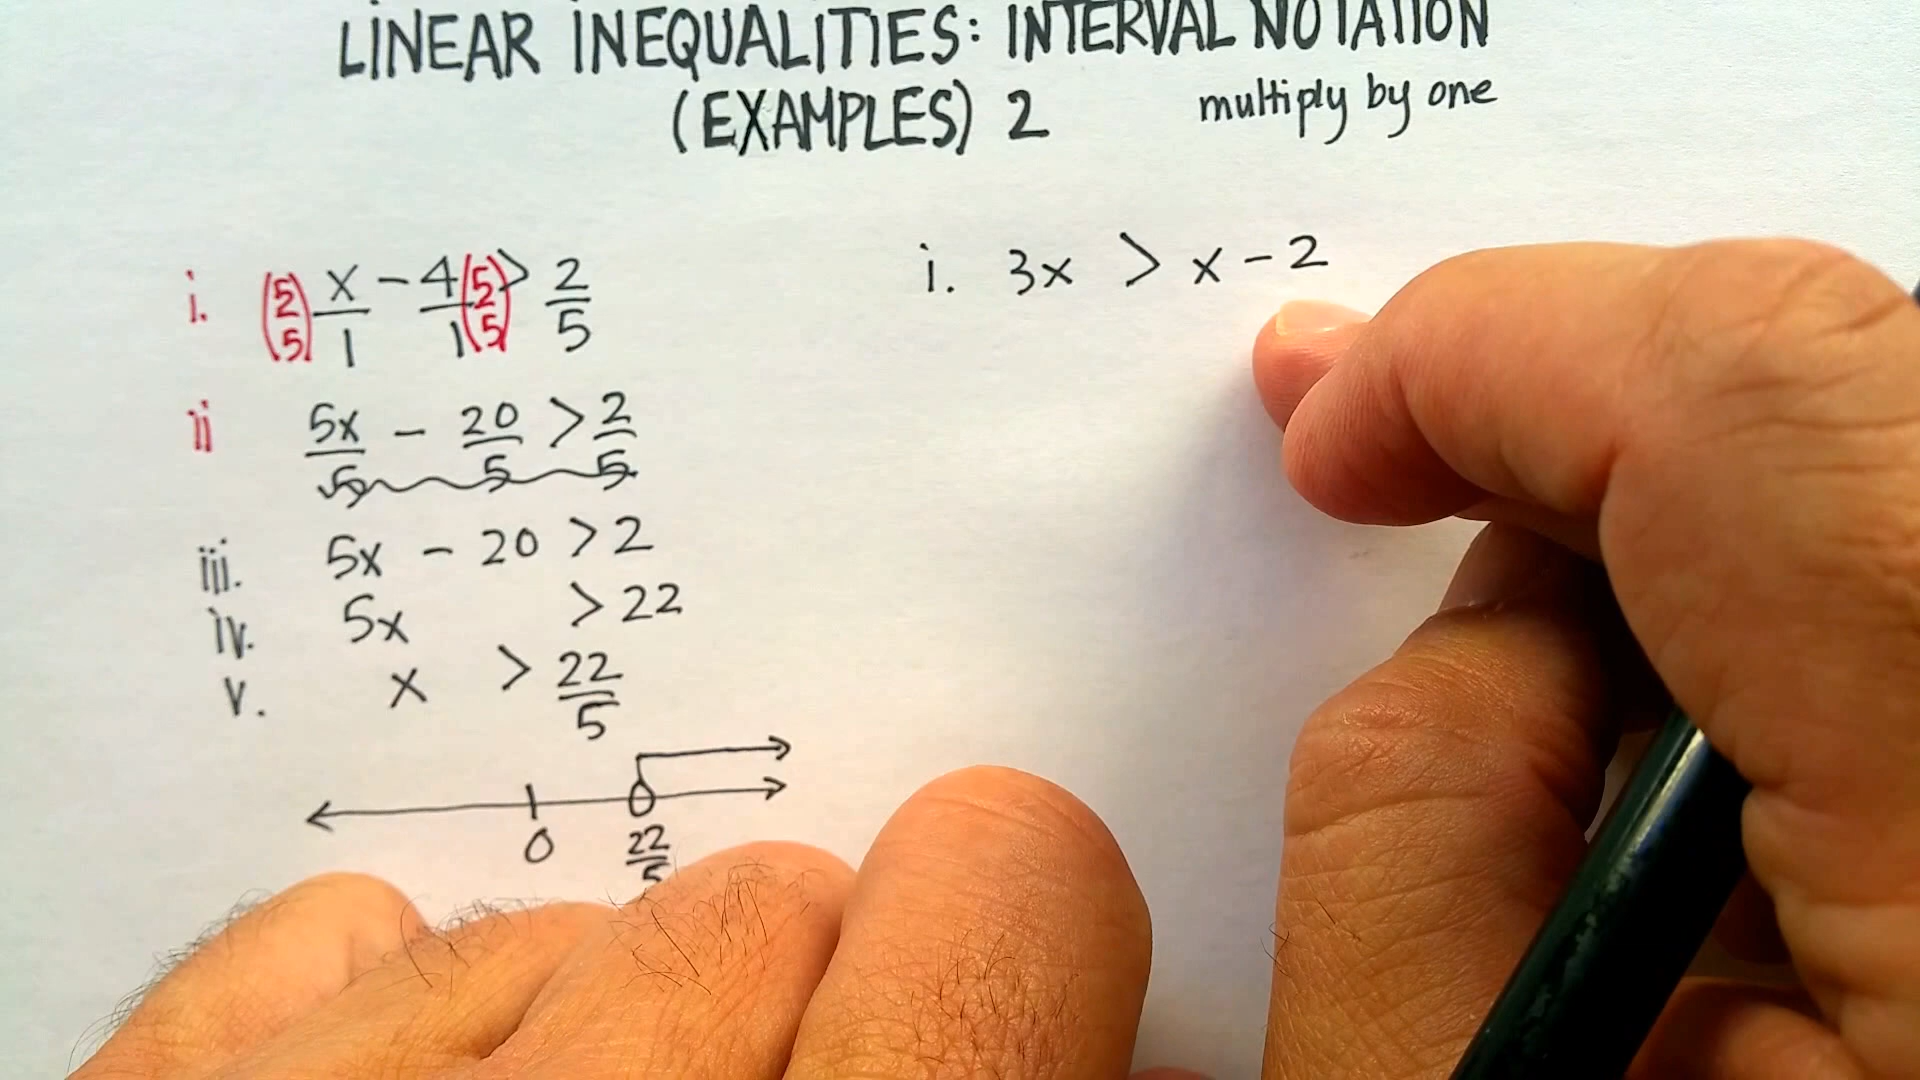 LINEAR INEQUALITIES: INTERVAL NOTATION
(EXAMPLES) 2
multiply by one
i. (5/5) x/1 - 4/1 (5/5) > 2/5
ii 5x/5 - 20/5 > 2/5
iii. 5x - 20 > 2
iv. 5x > 22
v. x > 22/5
0 22/5
i. 3x > x - 2